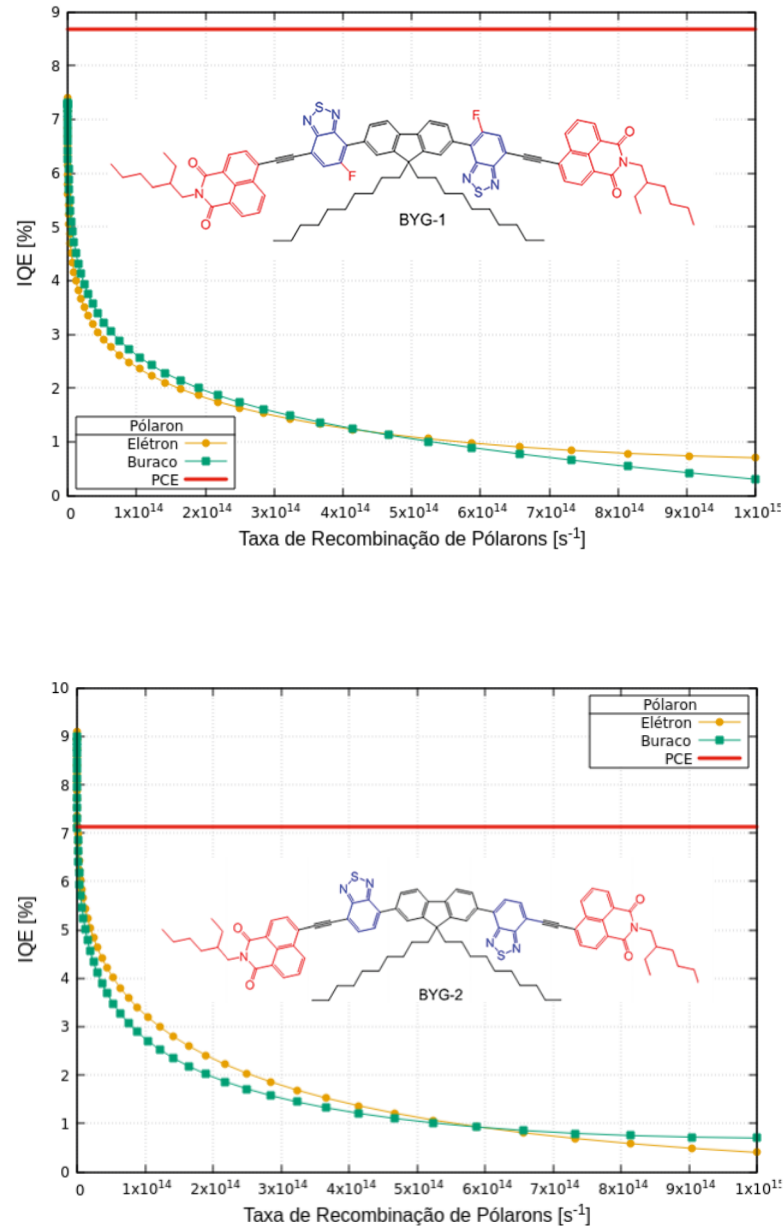 9
8
7
6
5
4
3
2
1
0
IQE [%]
S
N
N
F
F
O
N
O
N
N
S
O
N
O
BYG-1
Pólaron
Elétron
Buraco
PCE
0
1x10¹⁴
2x10¹⁴
3x10¹⁴
4x10¹⁴
5x10¹⁴
6x10¹⁴
7x10¹⁴
8x10¹⁴
9x10¹⁴
1x10¹⁵
Taxa de Recombinação de Pólarons [s⁻¹]
10
9
8
7
6
5
4
3
2
1
0
IQE [%]
Pólaron
Elétron
Buraco
PCE
S
N
N
O
N
O
N
N
S
O
N
O
BYG-2
0
1x10¹⁴
2x10¹⁴
3x10¹⁴
4x10¹⁴
5x10¹⁴
6x10¹⁴
7x10¹⁴
8x10¹⁴
9x10¹⁴
1x10¹⁵
Taxa de Recombinação de Pólarons [s⁻¹]